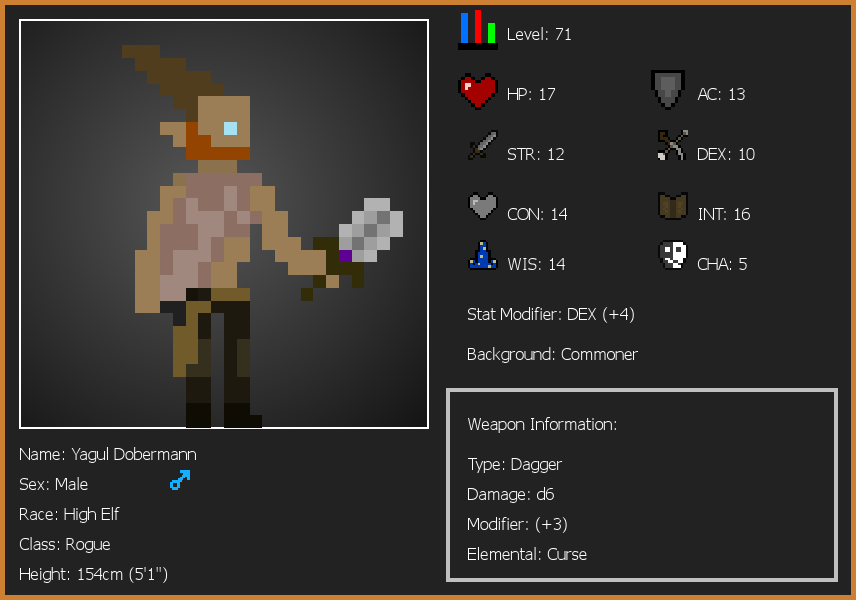 Level: 71
HP: 17
AC: 13
STR: 12
DEX: 10
CON: 14
INT: 16
WIS: 14
CHA: 5
Stat Modifier: DEX (+4)
Background: Commoner
Weapon Information:
Type: Dagger
Damage: d6
Modifier: (+3)
Elemental: Curse
Name: Yagul Dobermann
Sex: Male
Race: High Elf
Class: Rogue
Height: 154cm (5'1")